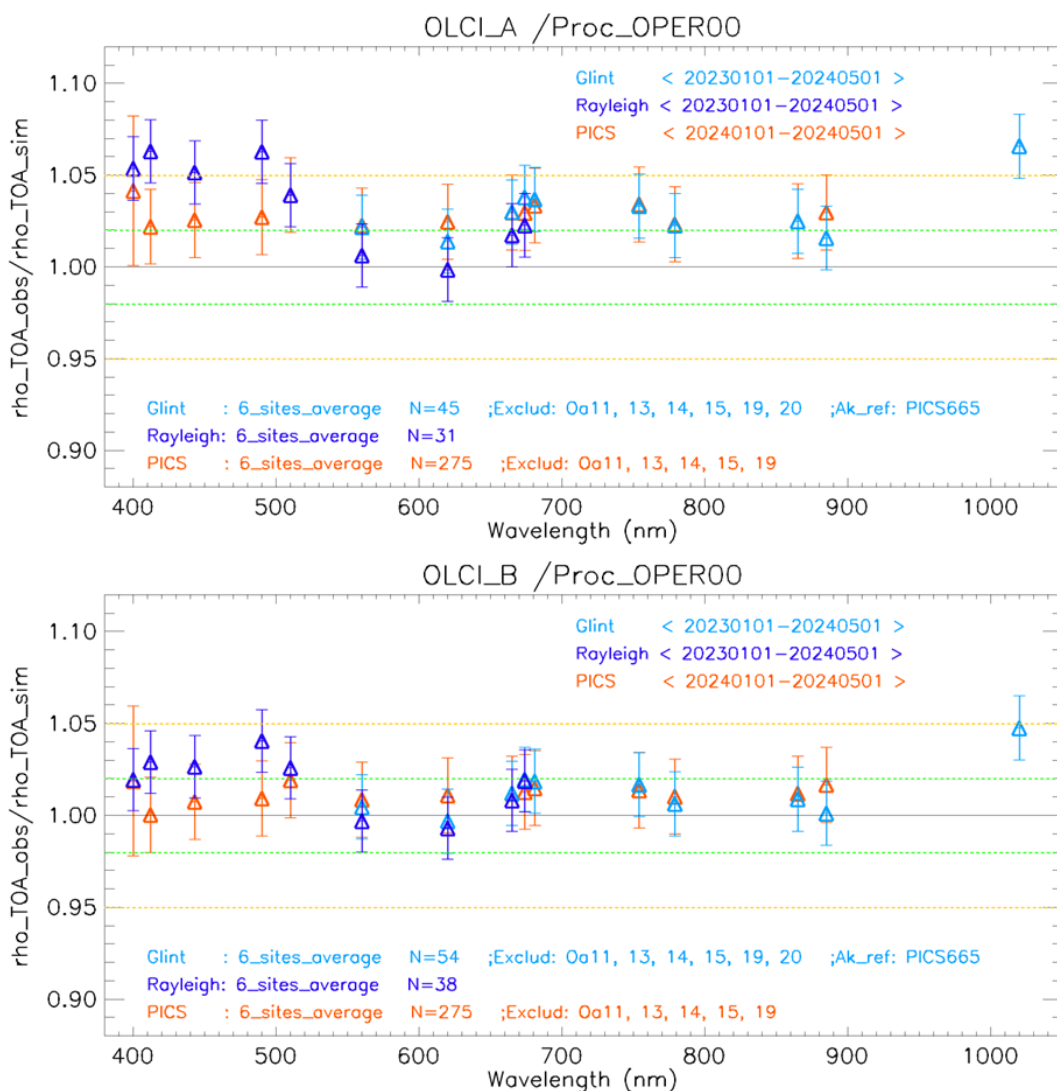 OLCI_A /Proc_OPER00
Glint < 20230101-20240501 >
Rayleigh < 20230101-20240501 >
PICS < 20240101-20240501 >
1.10
1.05
1.00
0.95
0.90
rho_TOA_obs/rho_TOA_sim
Glint : 6_sites_average N=45 ;Exclud: Oa11, 13, 14, 15, 19, 20 ;Ak_ref: PICS665
Rayleigh: 6_sites_average N=31
PICS : 6_sites_average N=275 ;Exclud: Oa11, 13, 14, 15, 19
400 500 600 700 800 900 1000
Wavelength (nm)
OLCI_B /Proc_OPER00
Glint < 20230101-20240501 >
Rayleigh < 20230101-20240501 >
PICS < 20240101-20240501 >
1.10
1.05
1.00
0.95
0.90
rho_TOA_obs/rho_TOA_sim
Glint : 6_sites_average N=54 ;Exclud: Oa11, 13, 14, 15, 19, 20 ;Ak_ref: PICS665
Rayleigh: 6_sites_average N=38
PICS : 6_sites_average N=275 ;Exclud: Oa11, 13, 14, 15, 19
400 500 600 700 800 900 1000
Wavelength (nm)